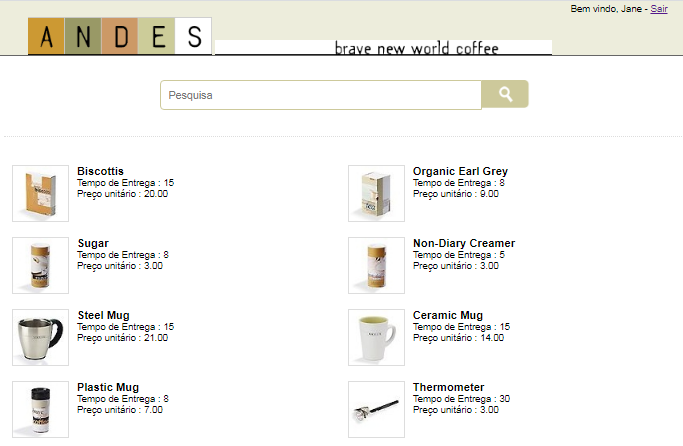 Bem vindo, Jane - Sair
ANDES
brave new world coffee
Pesquisa
Biscottis
Tempo de Entrega : 15
Preço unitário : 20.00
Organic Earl Grey
Tempo de Entrega : 8
Preço unitário : 9.00
Sugar
Tempo de Entrega : 8
Preço unitário : 3.00
Non-Diary Creamer
Tempo de Entrega : 5
Preço unitário : 3.00
Steel Mug
Tempo de Entrega : 15
Preço unitário : 21.00
Ceramic Mug
Tempo de Entrega : 15
Preço unitário : 14.00
Plastic Mug
Tempo de Entrega : 8
Preço unitário : 7.00
Thermometer
Tempo de Entrega : 30
Preço unitário : 3.00